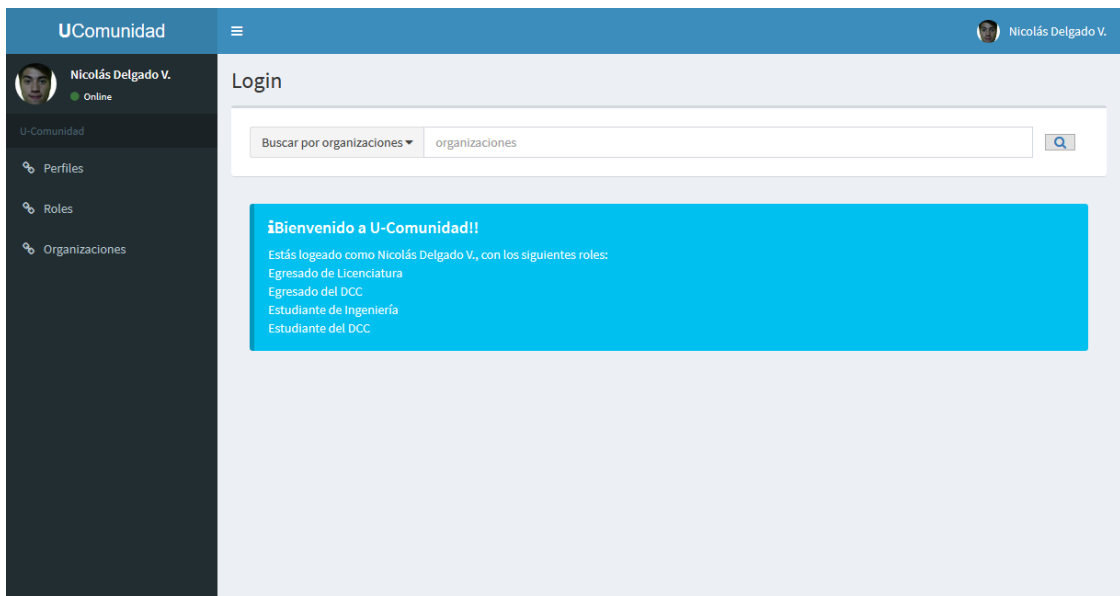 UComunidad
Nicolás Delgado V.
Nicolás Delgado V.
Online
U-Comunidad
Perfiles
Roles
Organizaciones
Login
Buscar por organizaciones
organizaciones
¡Bienvenido a U-Comunidad!!
Estás logeado como Nicolás Delgado V., con los siguientes roles:
Egresado de Licenciatura
Egresado del DCC
Estudiante de Ingeniería
Estudiante del DCC